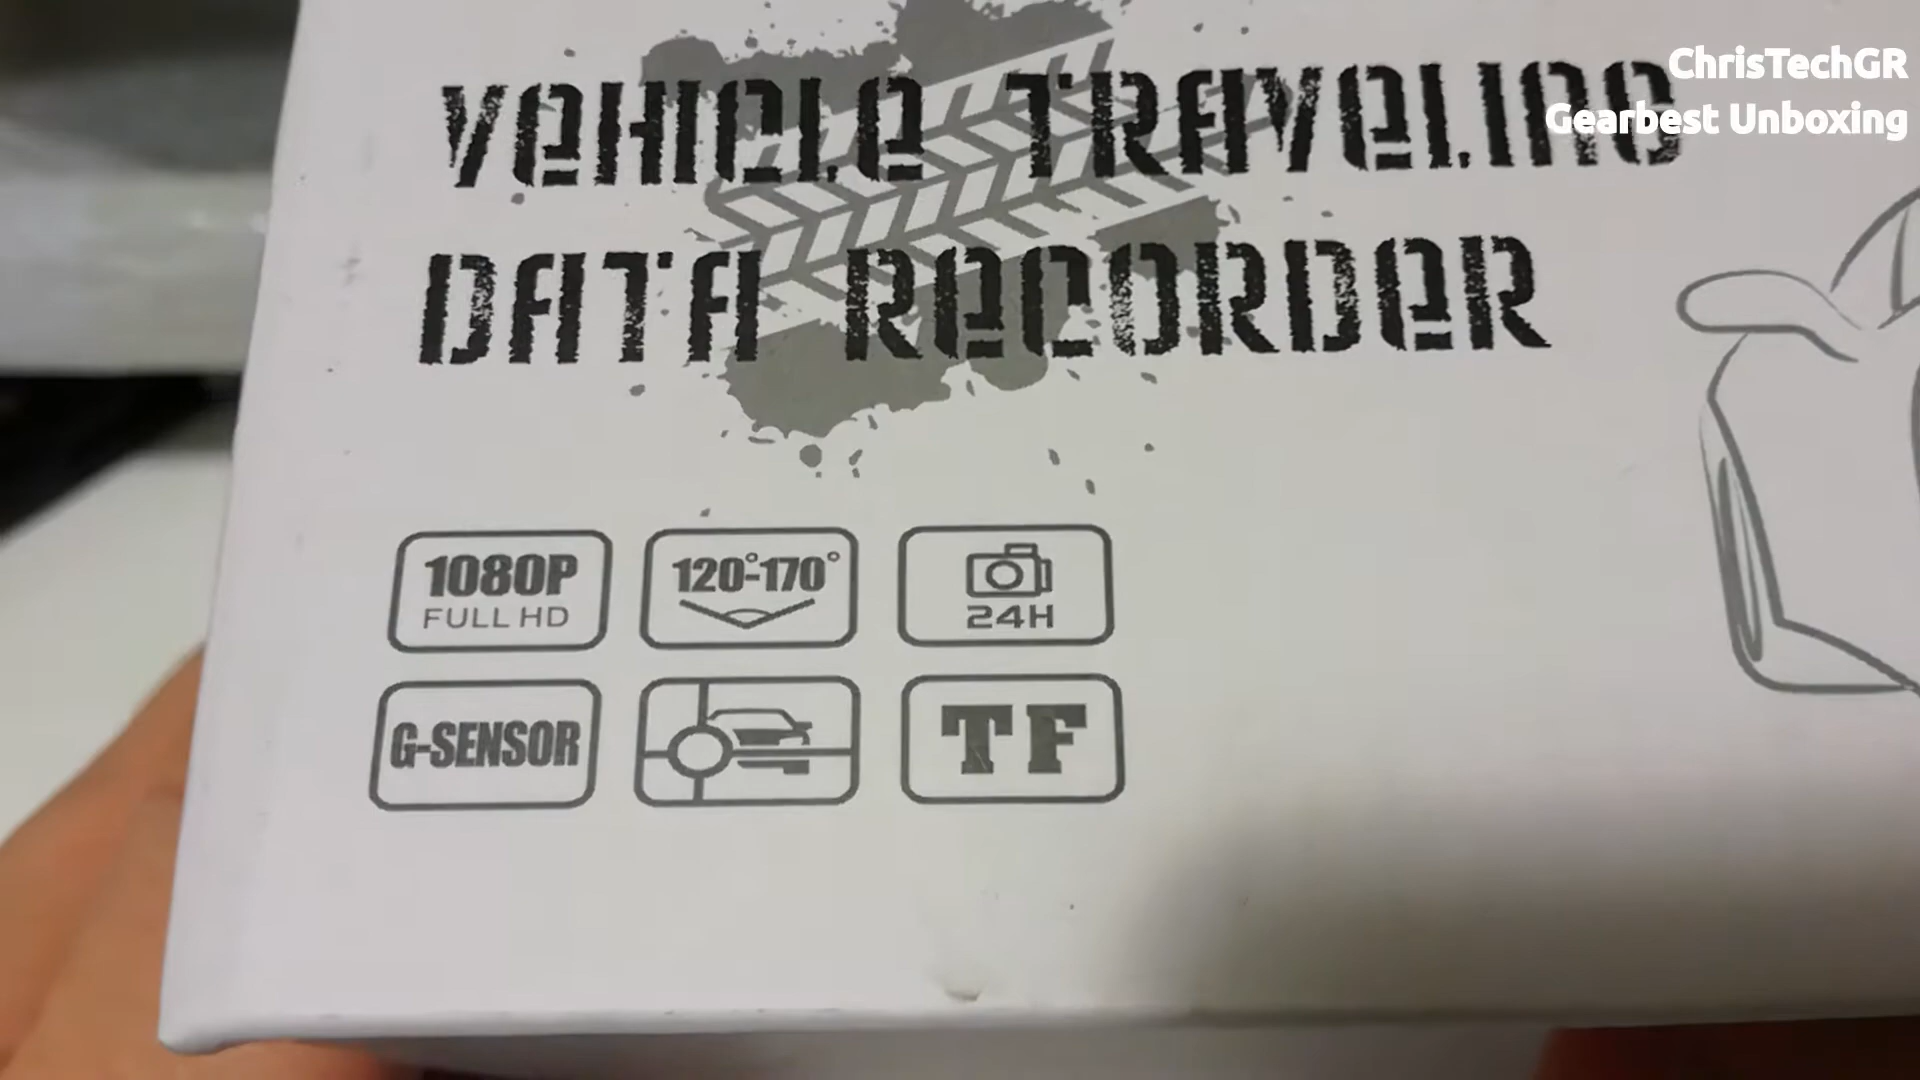 ChrisTechGR
Gearbest Unboxing
VEHICLE TRAVELING
DATA RECORDER
1080P
FULL HD
120°-170°
24H
G-SENSOR
TF